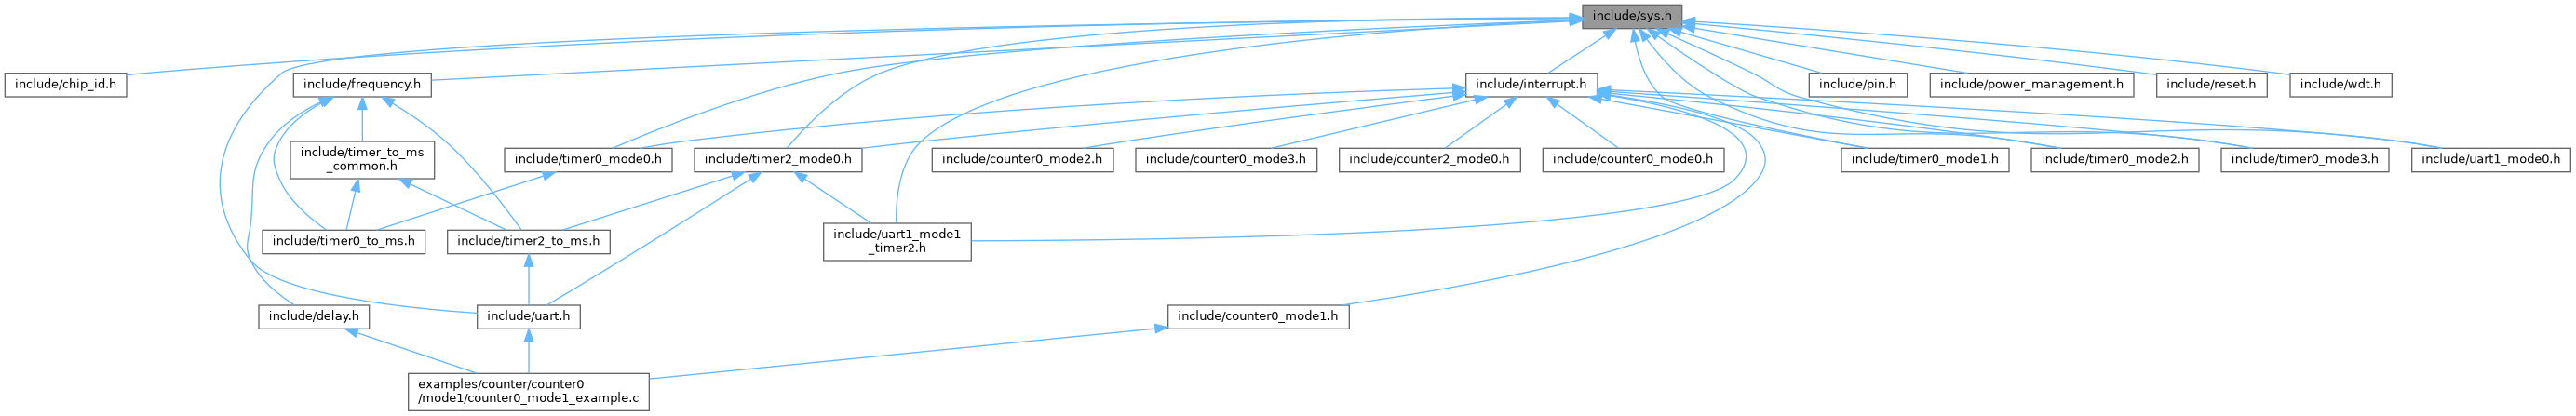 include/sys.h
include/chip_id.h
include/frequency.h
include/interrupt.h
include/pin.h
include/power_management.h
include/reset.h
include/wdt.h
include/timer_to_ms
_common.h
include/timer0_mode0.h
include/timer2_mode0.h
include/counter0_mode2.h
include/counter0_mode3.h
include/counter2_mode0.h
include/counter0_mode0.h
include/timer0_mode1.h
include/timer0_mode2.h
include/timer0_mode3.h
include/uart1_mode0.h
include/timer0_to_ms.h
include/timer2_to_ms.h
include/uart1_mode1
_timer2.h
include/delay.h
include/uart.h
include/counter0_mode1.h
examples/counter/counter0
/mode1/counter0_mode1_example.c